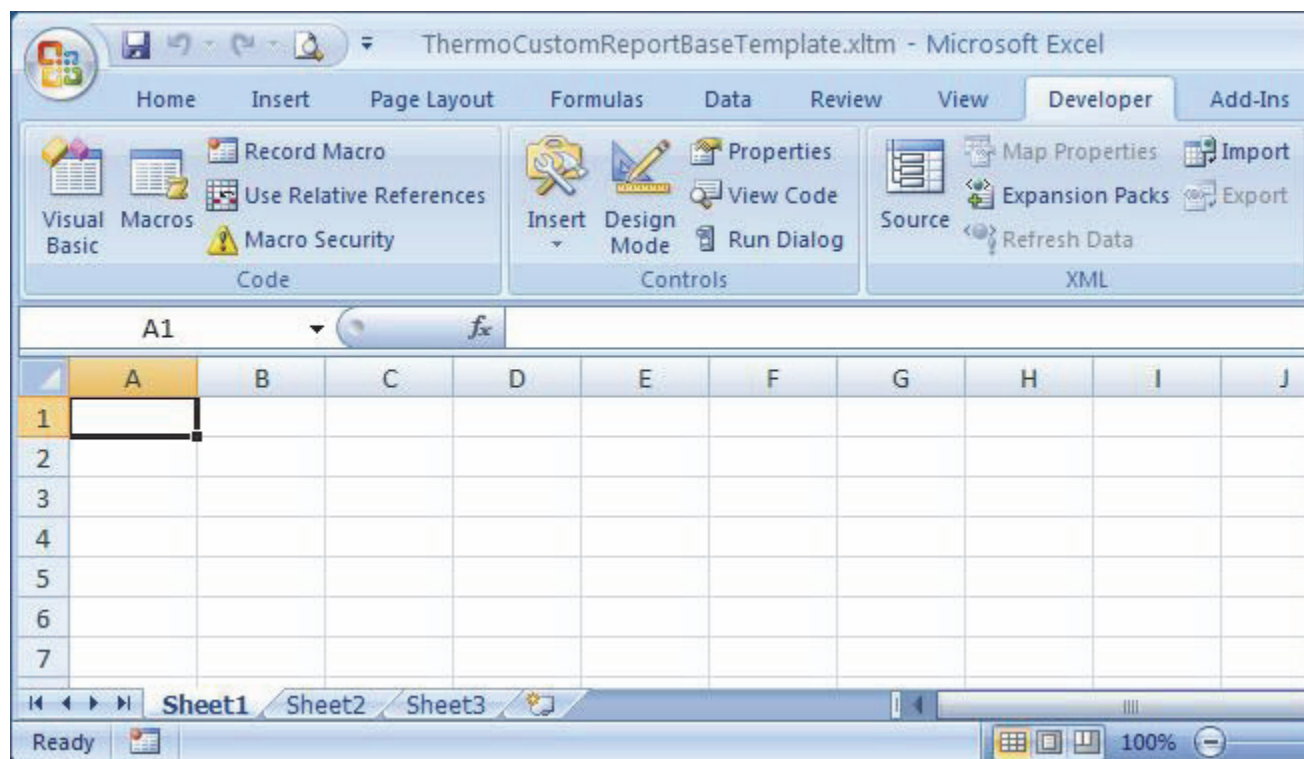 ThermoCustomReportBaseTemplate.xltm - Microsoft Excel
Home Insert Page Layout Formulas Data Review View Developer Add-Ins
Visual Basic
Macros
Record Macro
Use Relative References
Macro Security
Code
Insert
Design Mode
Properties
View Code
Run Dialog
Controls
Source
Map Properties
Expansion Packs
Refresh Data
Import
Export
XML
A1 fx
A B C D E F G H I J
1
2
3
4
5
6
7
Sheet1 Sheet2 Sheet3
Ready 100%